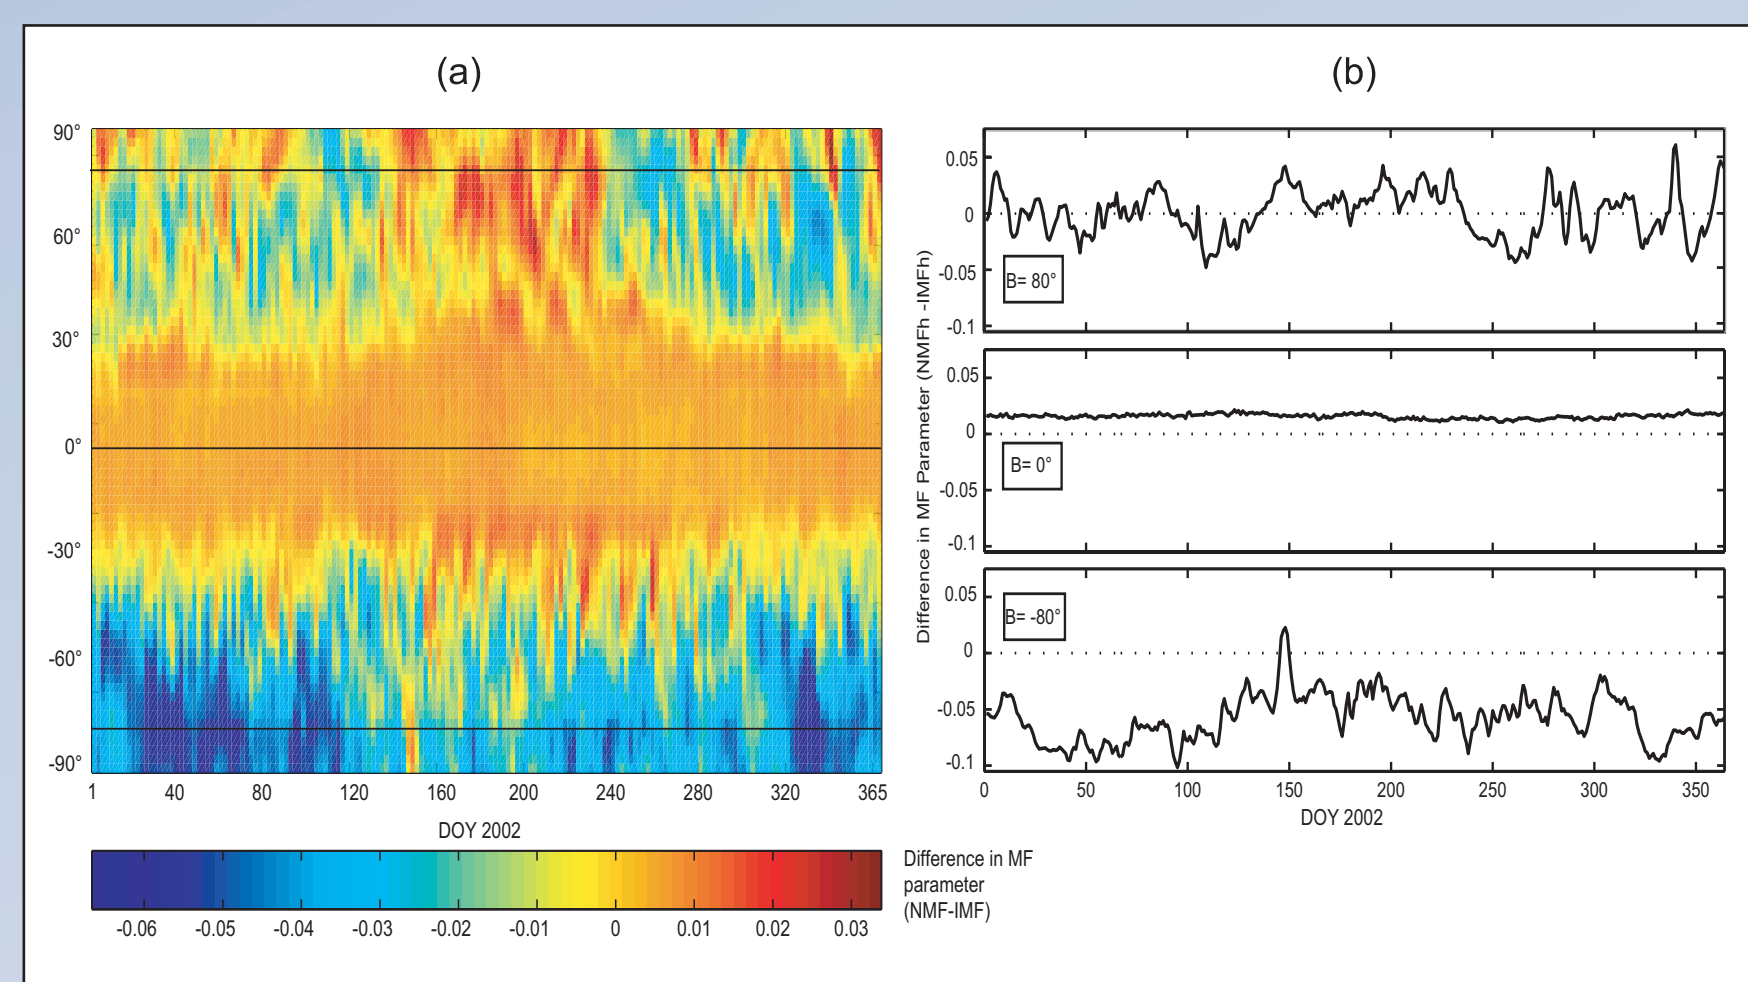 (a)
90°
60°
30°
0°
-30°
-60°
-90°
1 40 80 120 160 200 240 280 320 365
DOY 2002
-0.06 -0.05 -0.04 -0.03 -0.02 -0.01 0 0.01 0.02 0.03
Difference in MF
parameter
(NMF-IMF)
(b)
Difference in MF Parameter (NMFh -IMFh)
0.05
0
-0.05
-0.1
B= 80°
0.05
0
-0.05
-0.1
B= 0°
0.05
0
-0.05
-0.1
B= -80°
0 50 100 150 200 250 300 350
DOY 2002